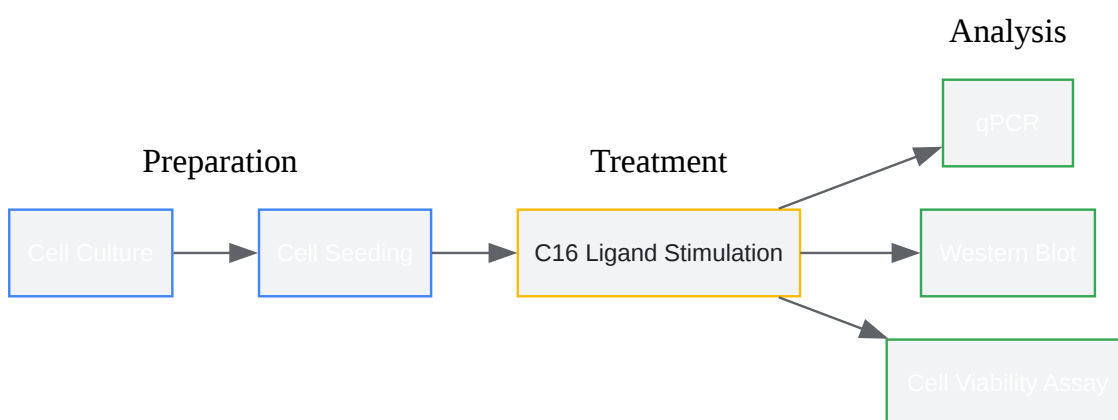 Analysis
qPCR
Preparation
Treatment
Cell Culture
Cell Seeding
C16 Ligand Stimulation
Western Blot
Cell Viability Assay